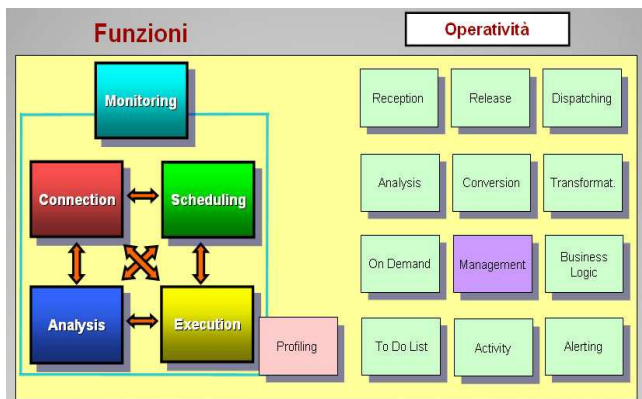 Funzioni
Operatività
Monitoring
Reception
Release
Dispatching
Connection
Scheduling
Analysis
Conversion
Transformat.
On Demand
Management
Business
Logic
Analysis
Execution
Profiling
To Do List
Activity
Alerting